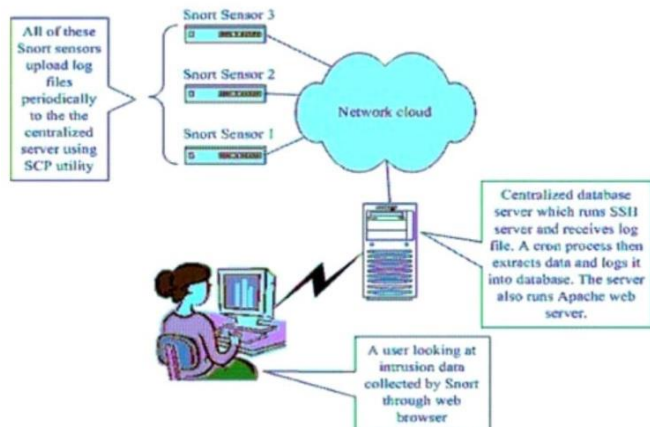 All of these
Snort sensors
upload log
files
periodically
to the the
centralized
server using
SCP utility
Snort Sensor 3
Snort Sensor 2
Snort Sensor 1
Network cloud
Centralized database
server which runs SSH
server and receives log
file. A cron process then
extracts data and logs it
into database. The server
also runs Apache web
server.
A user looking at
intrusion data
collected by Snort
through web
browser